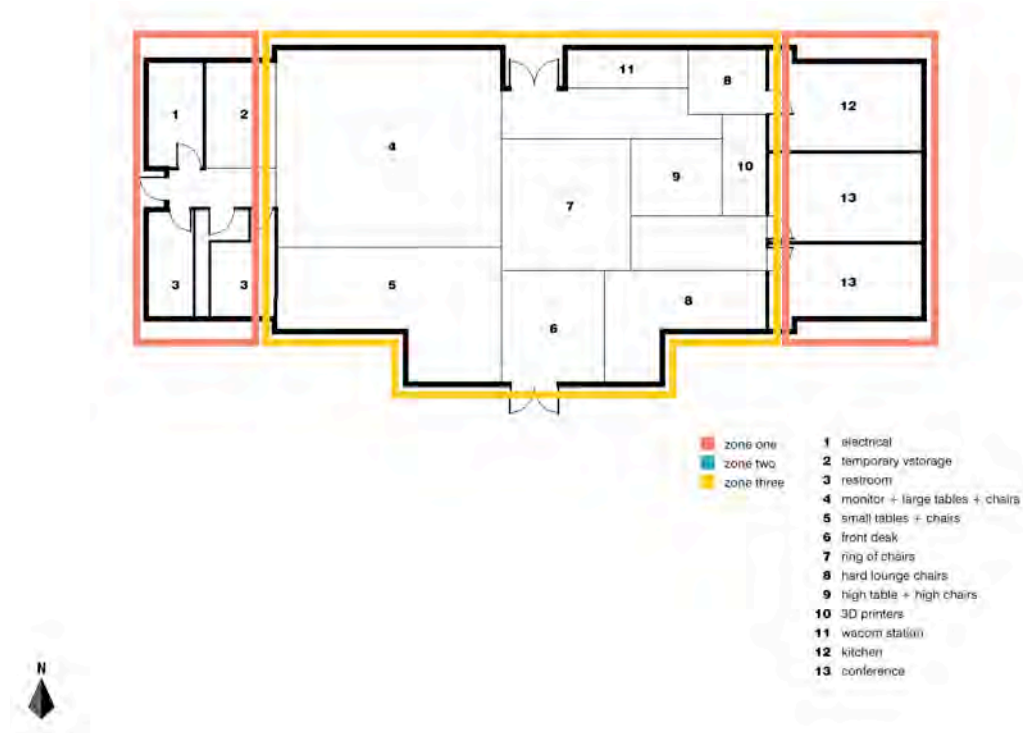 11
8
1
2
12
4
10
9
13
7
3
3
5
13
8
6
zone one
zone two
zone three
1 electrical
2 temporary vstorage
3 restroom
4 monitor + large tables + chairs
5 small tables + chairs
6 front desk
7 ring of chairs
8 hard lounge chairs
9 high table + high chairs
10 3D printers
11 wacom station
12 kitchen
13 conference
N